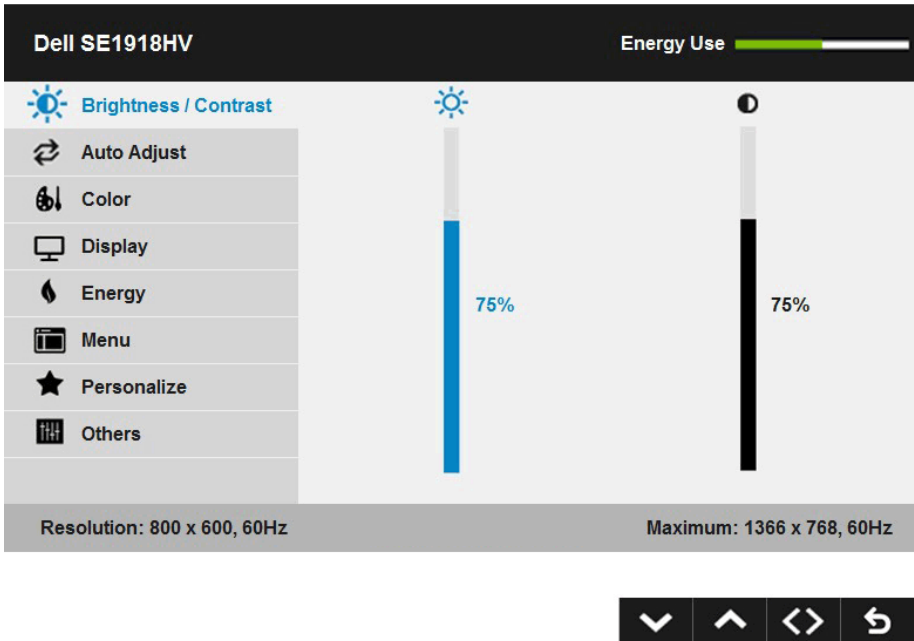 Dell SE1918HV
Energy Use
Brightness / Contrast
Auto Adjust
Color
Display
Energy
Menu
Personalize
Others
75%
75%
Resolution: 800 x 600, 60Hz
Maximum: 1366 x 768, 60Hz